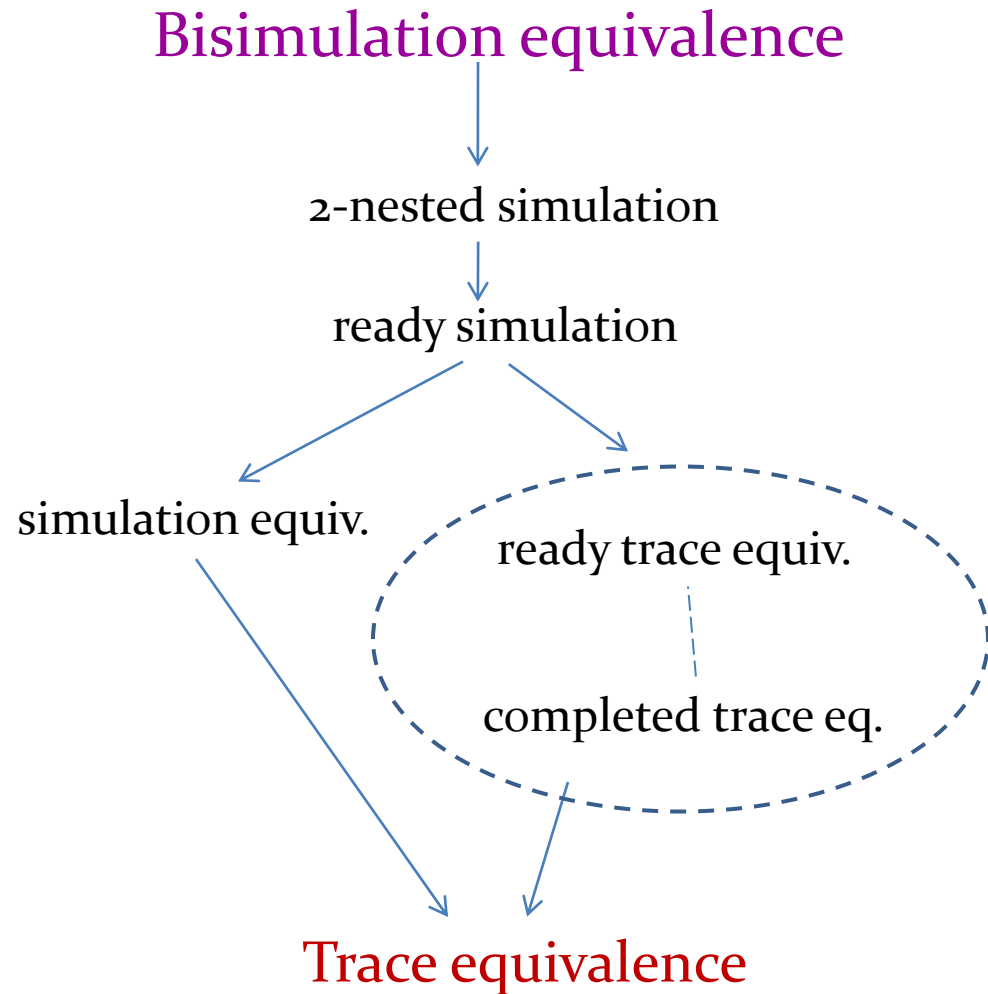 Bisimulation equivalence
2-nested simulation
ready simulation
simulation equiv.
ready trace equiv.
completed trace eq.
Trace equivalence